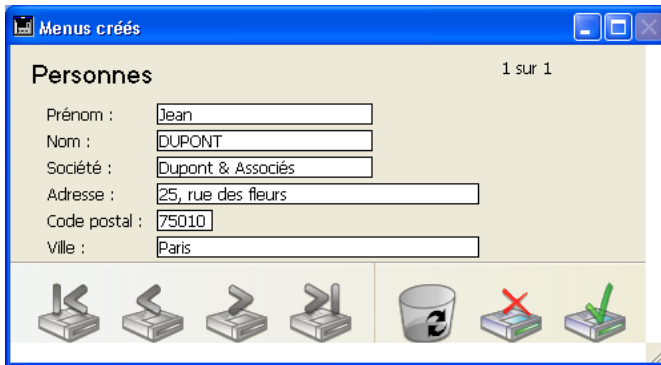 Menus créés
Personnes
1 sur 1
Prénom : Jean
Nom : DUPONT
Société : Dupont & Associés
Adresse : 25, rue des fleurs
Code postal : 75010
Ville : Paris